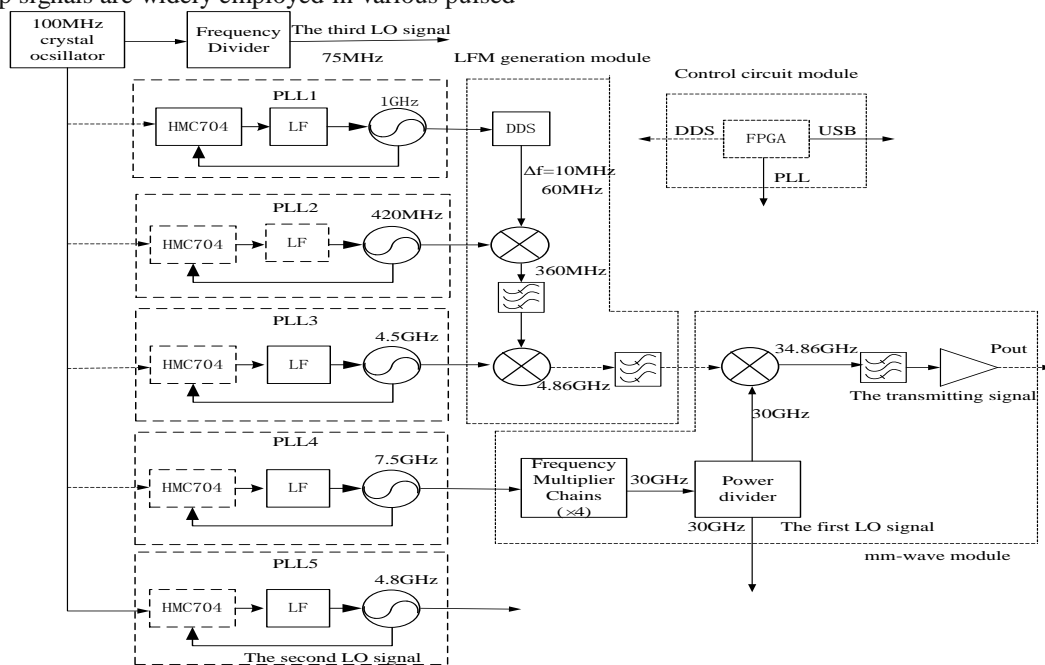 p signals are widely employed in various pulsed
100MHz
crystal
ocsillator
Frequency
Divider
The third LO signal
75MHz
LFM generation module
Control circuit module
DDS
FPGA
USB
PLL
PLL1
HMC704
LF
1GHz
DDS
Δf=10MHz
60MHz
PLL2
HMC704
LF
420MHz
360MHz
PLL3
HMC704
LF
4.5GHz
4.86GHz
34.86GHz
Pout
The transmitting signal
30GHz
PLL4
HMC704
LF
7.5GHz
Frequency
Multiplier
Chains
(×4)
30GHz
Power
divider
30GHz
The first LO signal
mm-wave module
PLL5
HMC704
LF
4.8GHz
The second LO signal